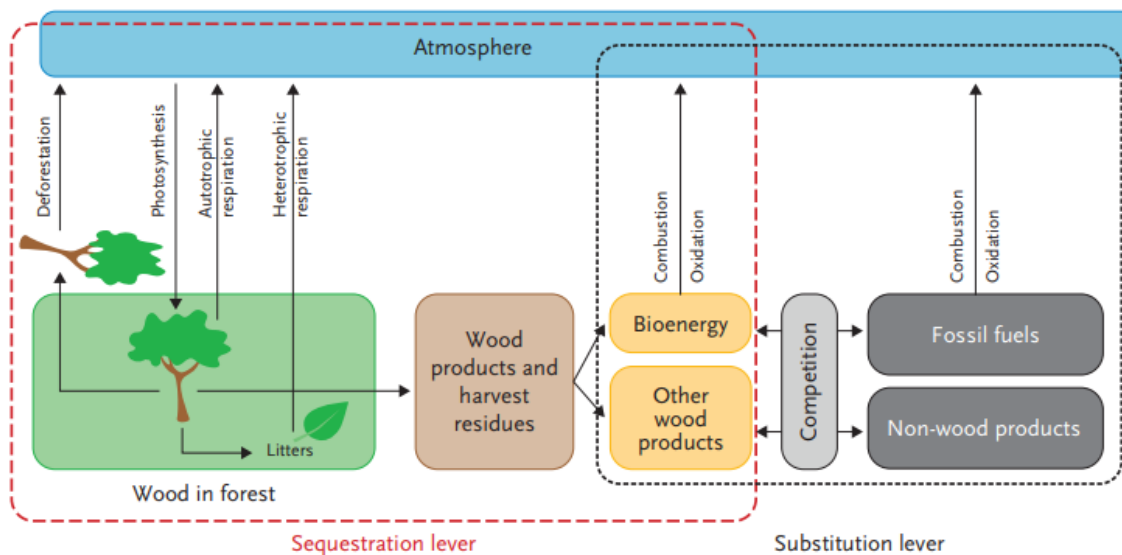 Atmosphere
Deforestation
Photosynthesis
Autotrophic
respiration
Heterotrophic
respiration
Combustion
Oxidation
Combustion
Oxidation
Wood
products and
harvest
residues
Bioenergy
Other
wood
products
Competition
Fossil fuels
Non-wood products
Litters
Wood in forest
Sequestration lever
Substitution lever